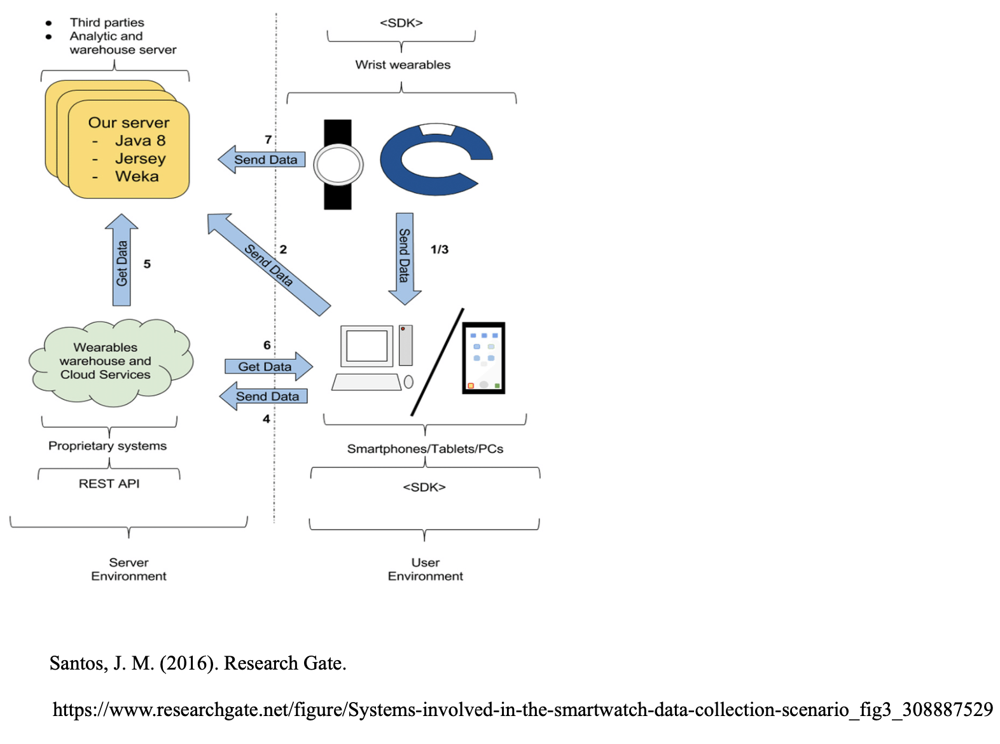 ● Third parties
● Analytic and
warehouse server
<SDK>
Wrist wearables
Our server
- Java 8
- Jersey
- Weka
7
Send Data
Send Data
1/3
2
Send Data
Get Data
5
Wearables
warehouse and
Cloud Services
6
Get Data
Send Data
4
Proprietary systems
REST API
Smartphones/Tablets/PCs
<SDK>
Server
Environment
User
Environment
Santos, J. M. (2016). Research Gate.
https://www.researchgate.net/figure/Systems-involved-in-the-smartwatch-data-collection-scenario_fig3_308887529